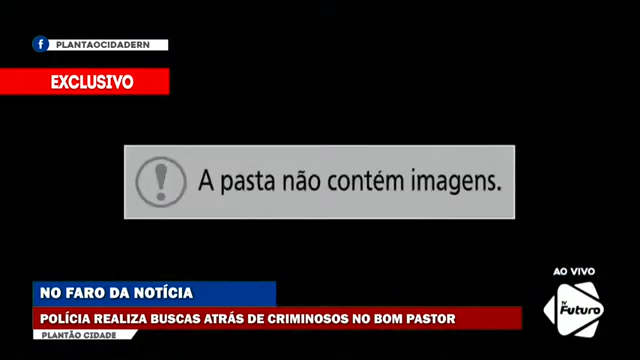 PLANTAOCIDADERN
EXCLUSIVO
A pasta não contém imagens.
NO FARO DA NOTÍCIA
AO VIVO
POLÍCIA REALIZA BUSCAS ATRÁS DE CRIMINOSOS NO BOM PASTOR
TV Futuro
PLANTÃO CIDADE